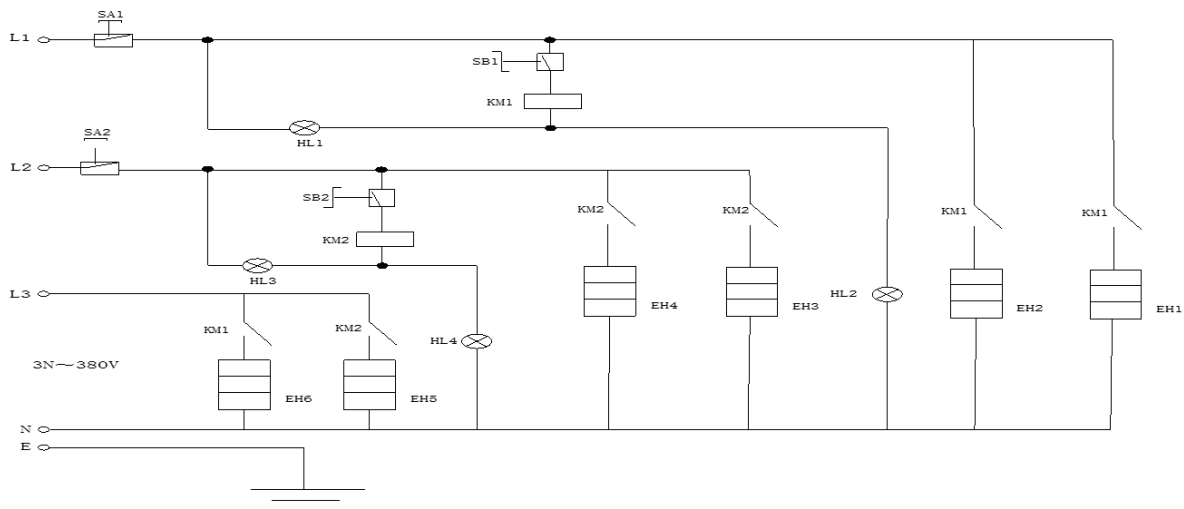 SA1
L1
SB1
KM1
HL1
SA2
L2
SB2
KM2
HL3
KM2
KM2
KM1
KM1
EH4
EH3
HL2
EH2
EH1
L3
KM1
KM2
HL4
3N～380V
EH6
EH5
N
E